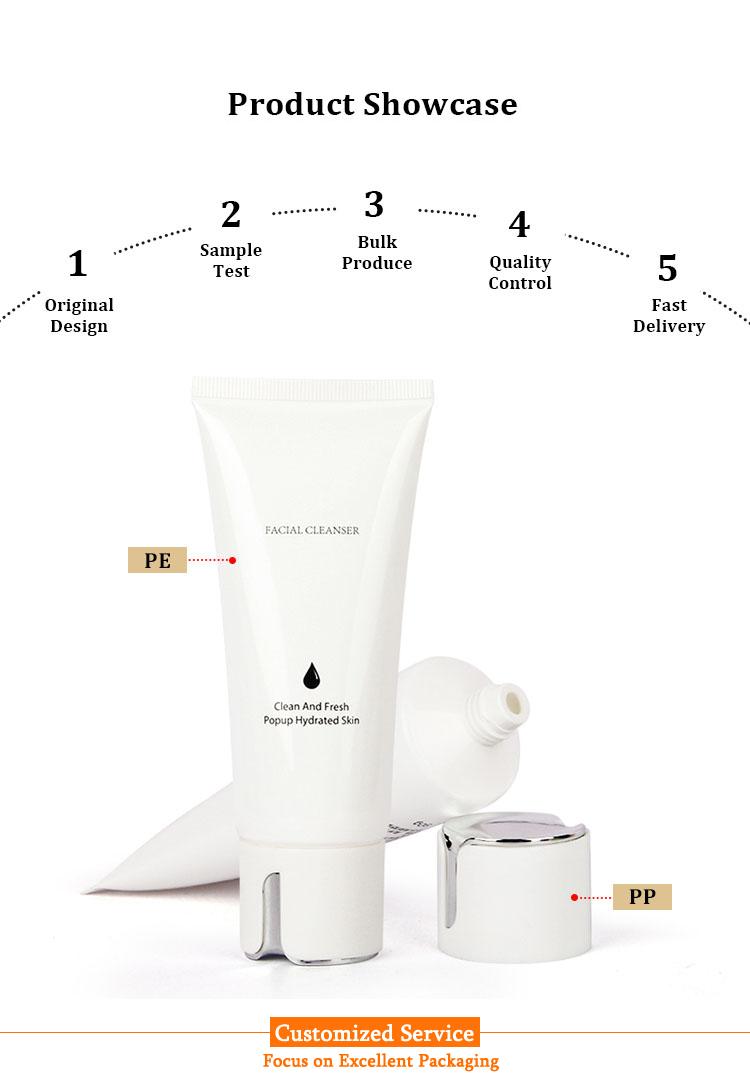 Product Showcase
1
Original
Design
2
Sample
Test
3
Bulk
Produce
4
Quality
Control
5
Fast
Delivery
FACIAL CLEANSER
PE
Clean And Fresh
Popup Hydrated Skin
PP
Customized Service
Focus on Excellent Packaging